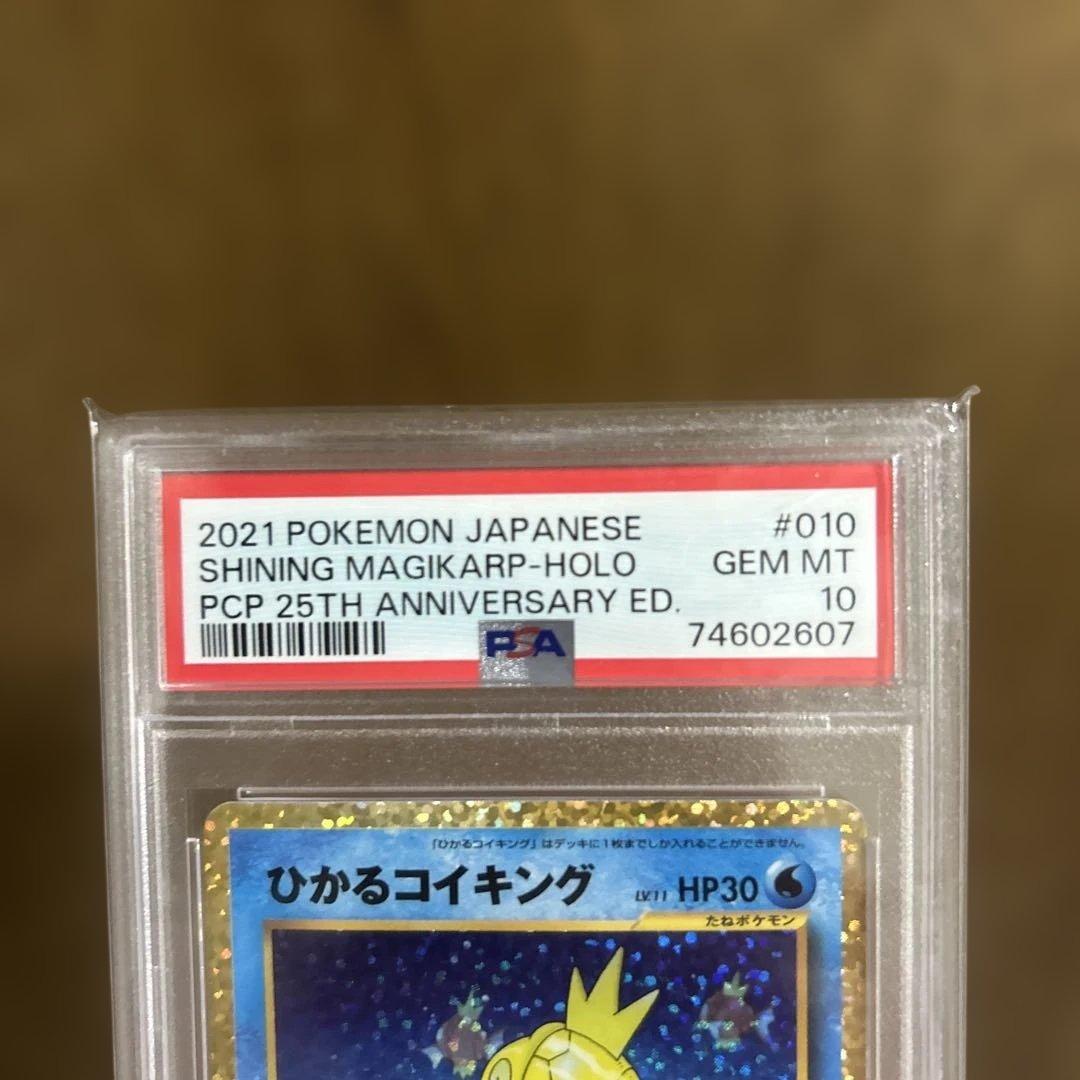 2021 POKEMON JAPANESE #010
SHINING MAGIKARP-HOLO GEM MT
PCP 25TH ANNIVERSARY ED. 10
PSA 74602607
「ひかるコイキング」はデッキに1枚までしか入れることができません。
ひかるコイキング LV.11 HP30
たねポケモン